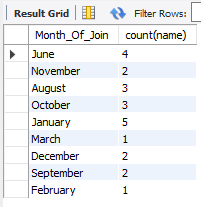 Result Grid Filter Rows:
Month_Of_Join count(name)
June 4
November 2
August 3
October 3
January 5
March 1
December 2
September 2
February 1